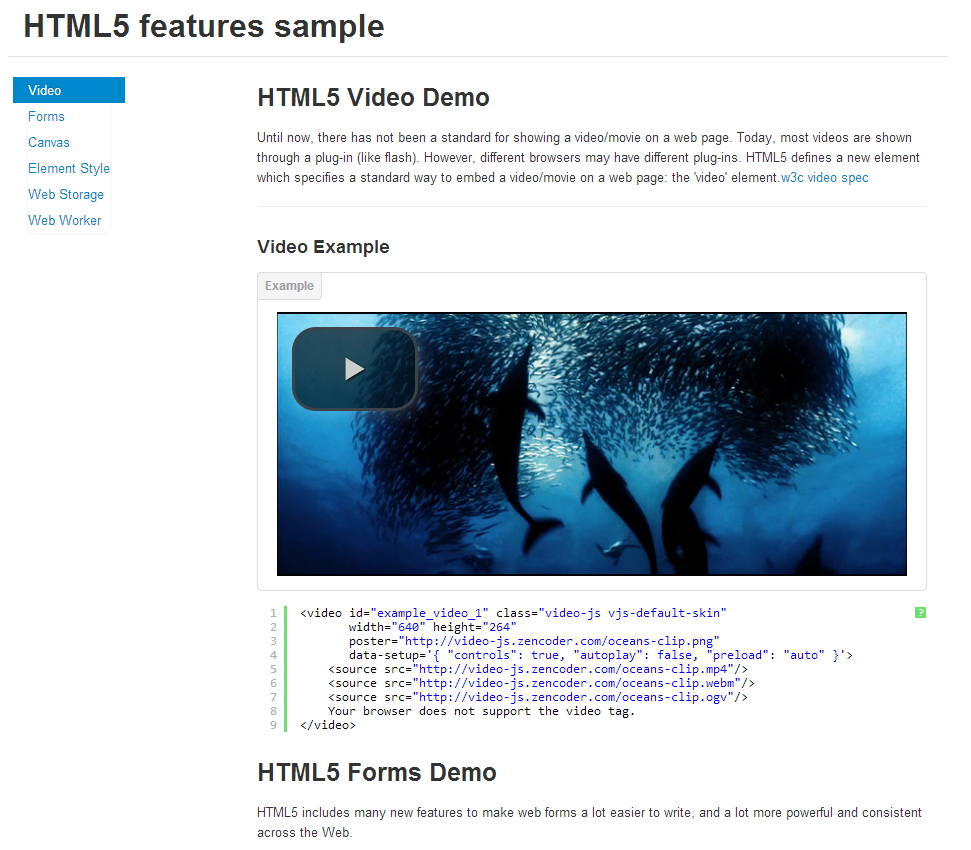 HTML5 features sample
Video
Forms
Canvas
Element Style
Web Storage
Web Worker
HTML5 Video Demo
Until now, there has not been a standard for showing a video/movie on a web page. Today, most videos are shown
through a plug-in (like flash). However, different browsers may have different plug-ins. HTML5 defines a new element
which specifies a standard way to embed a video/movie on a web page: the 'video' element.w3c video spec
Video Example
Example
1 <video id="example_video_1" class="video-js vjs-default-skin"
2 width="640" height="264"
3 poster="http://video-js.zencoder.com/oceans-clip.png"
4 data-setup='{ "controls": true, "autoplay": false, "preload": "auto" }'>
5 <source src="http://video-js.zencoder.com/oceans-clip.mp4"/>
6 <source src="http://video-js.zencoder.com/oceans-clip.webm"/>
7 <source src="http://video-js.zencoder.com/oceans-clip.ogv"/>
8 Your browser does not support the video tag.
9 </video>
?
HTML5 Forms Demo
HTML5 includes many new features to make web forms a lot easier to write, and a lot more powerful and consistent
across the Web.